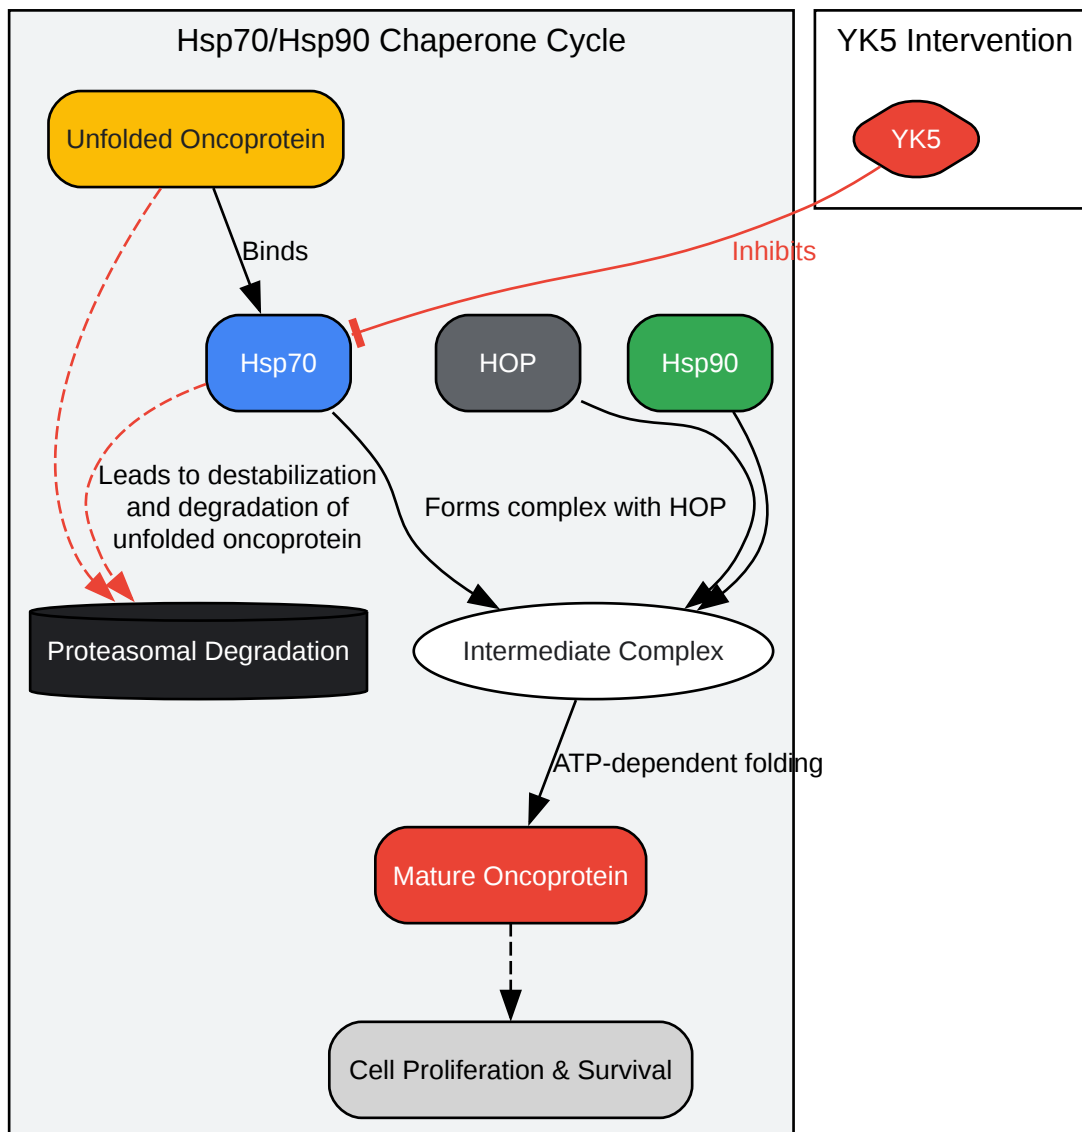 Hsp70/Hsp90 Chaperone Cycle
YK5 Intervention
Unfolded Oncoprotein
YK5
Binds
Inhibits
Hsp70
HOP
Hsp90
Leads to destabilization
and degradation of
unfolded oncoprotein
Forms complex with HOP
Proteasomal Degradation
Intermediate Complex
ATP-dependent folding
Mature Oncoprotein
Cell Proliferation & Survival